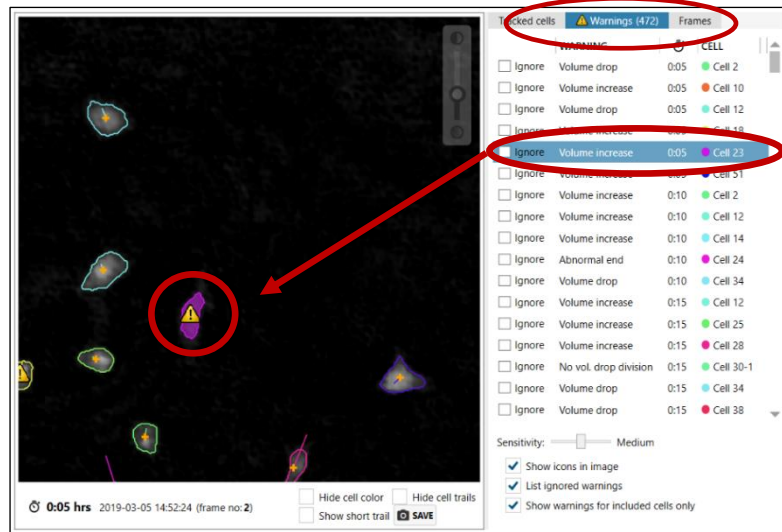 Tracked cells Warnings (472) Frames
WARNING CELL
Ignore Volume drop 0:05 Cell 2
Ignore Volume increase 0:05 Cell 10
Ignore Volume drop 0:05 Cell 12
Ignore Volume increase 0:05 Cell 18
Ignore Volume increase 0:05 Cell 23
Ignore Volume increase 0:05 Cell 51
Ignore Volume increase 0:10 Cell 2
Ignore Volume increase 0:10 Cell 12
Ignore Volume increase 0:10 Cell 14
Ignore Abnormal end 0:10 Cell 24
Ignore Volume drop 0:10 Cell 34
Ignore Volume increase 0:15 Cell 12
Ignore Volume increase 0:15 Cell 25
Ignore Volume increase 0:15 Cell 28
Ignore No vol. drop division 0:15 Cell 30-1
Ignore Volume drop 0:15 Cell 34
Ignore Volume drop 0:15 Cell 38
Sensitivity: Medium
Show icons in image
List ignored warnings
Show warnings for included cells only
0:05 hrs 2019-03-05 14:52:24 (frame no: 2)
Hide cell color Hide cell trails
Show short trail SAVE